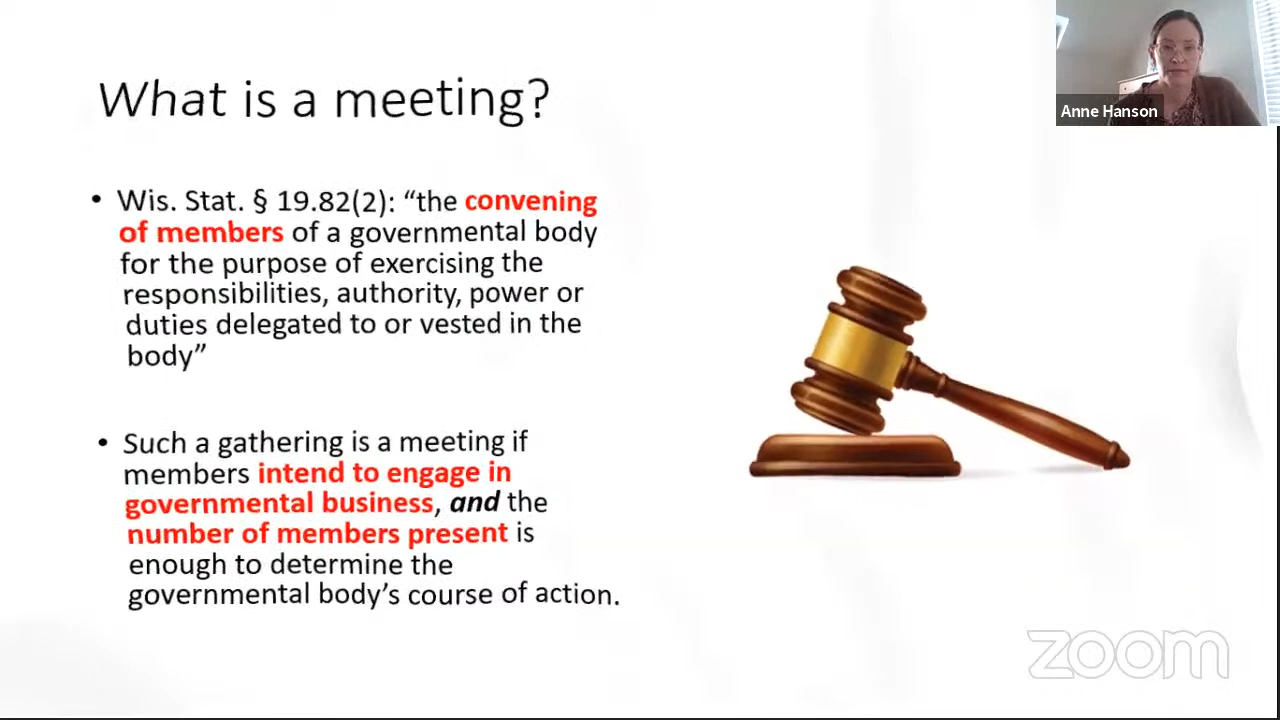 What is a meeting?
Anne Hanson
• Wis. Stat. § 19.82(2): “the convening
of members of a governmental body
for the purpose of exercising the
responsibilities, authority, power or
duties delegated to or vested in the
body”
• Such a gathering is a meeting if
members intend to engage in
governmental business, and the
number of members present is
enough to determine the
governmental body’s course of action.
zoom